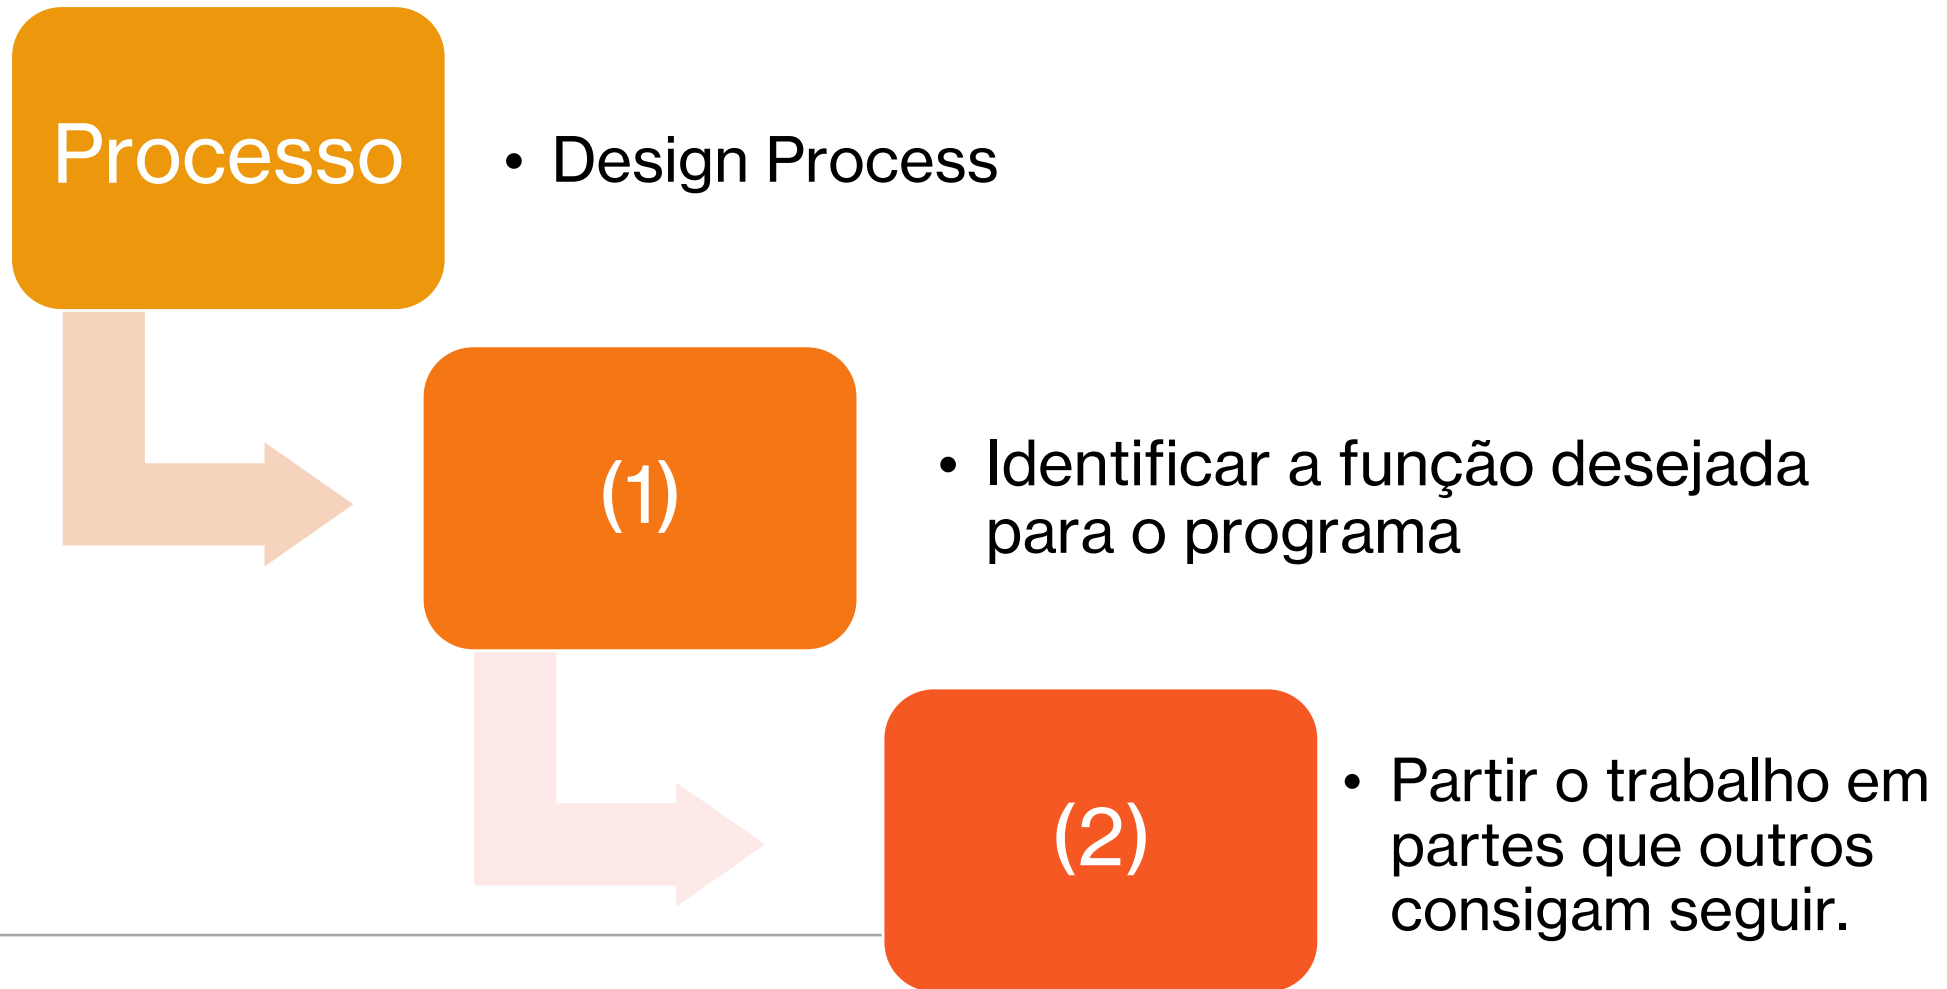 Processo
• Design Process
(1)
• Identificar a função desejada
para o programa
(2)
• Partir o trabalho em
partes que outros
consigam seguir.